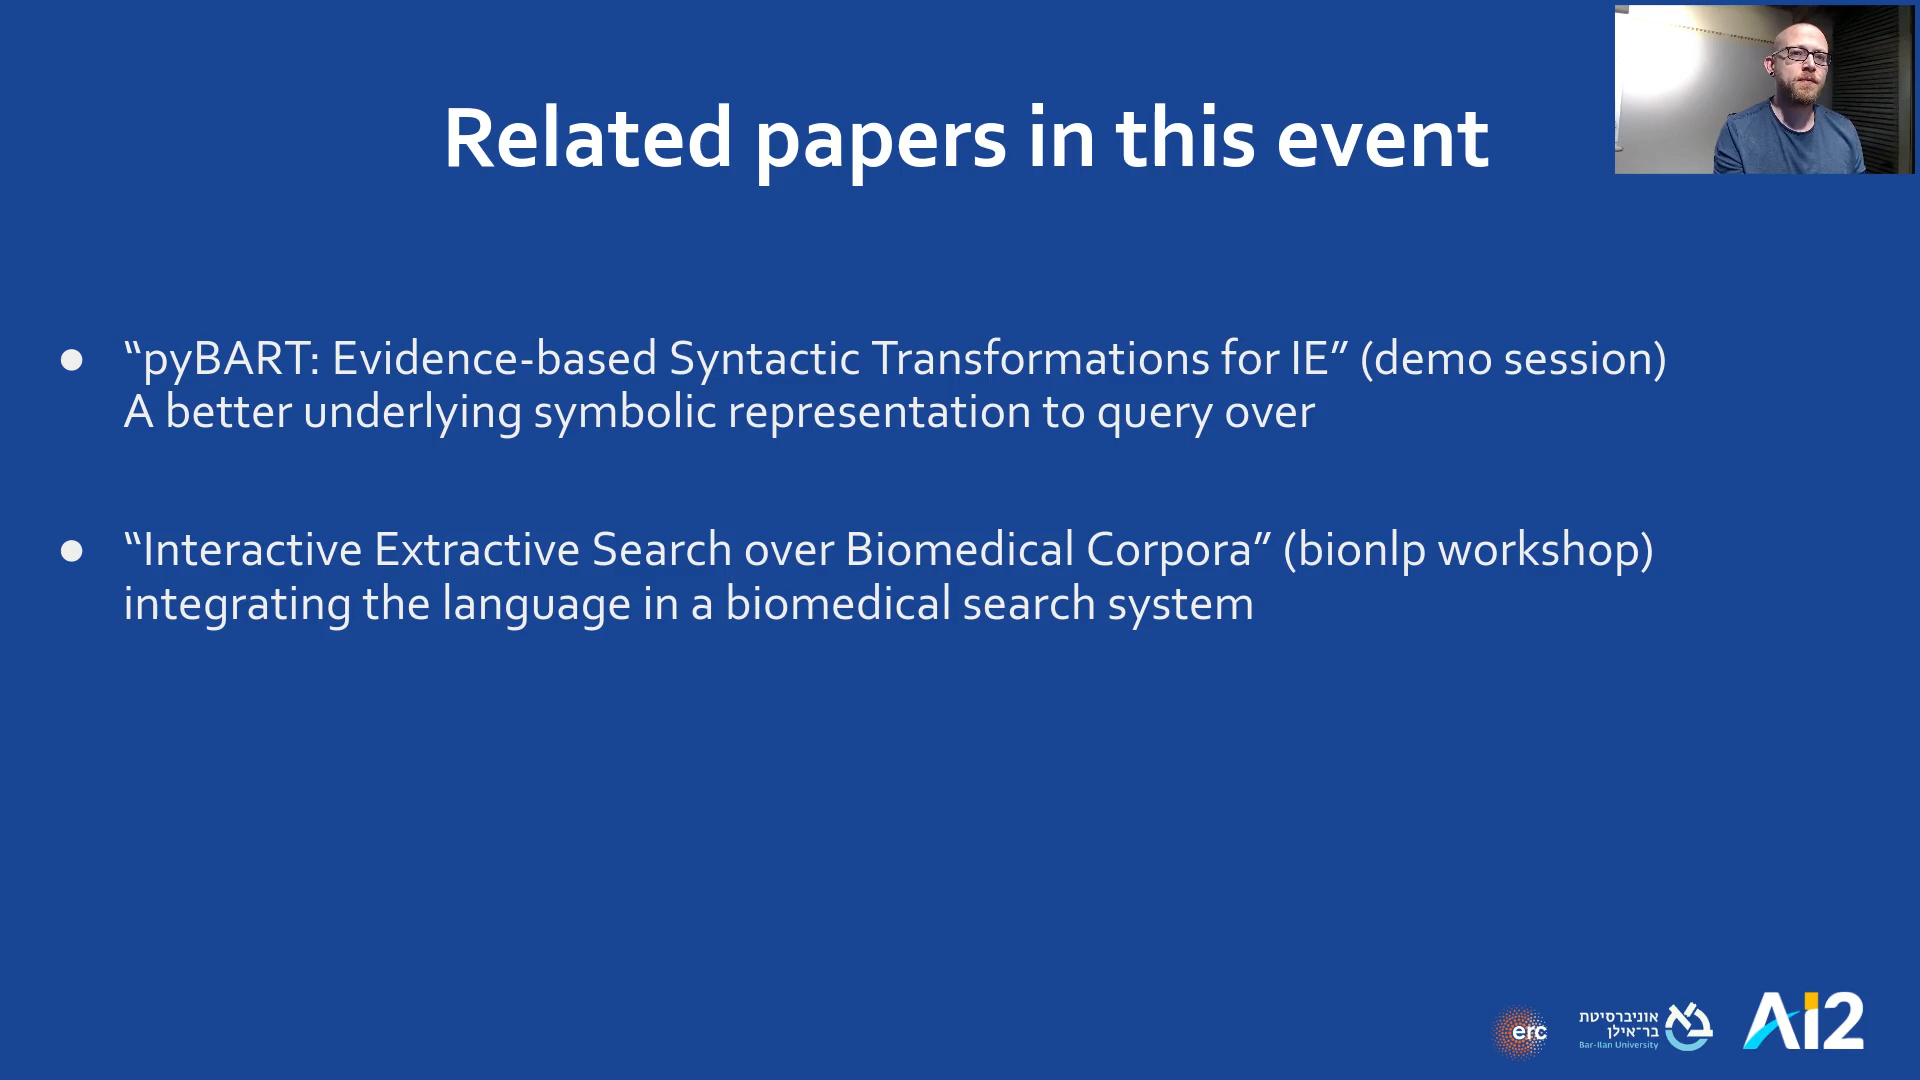 Related papers in this event
● “pyBART: Evidence-based Syntactic Transformations for IE” (demo session)
A better underlying symbolic representation to query over
● “Interactive Extractive Search over Biomedical Corpora” (bionlp workshop)
integrating the language in a biomedical search system
erc
אוניברסיטת
בר-אילן
Bar-Ilan University
Ai2